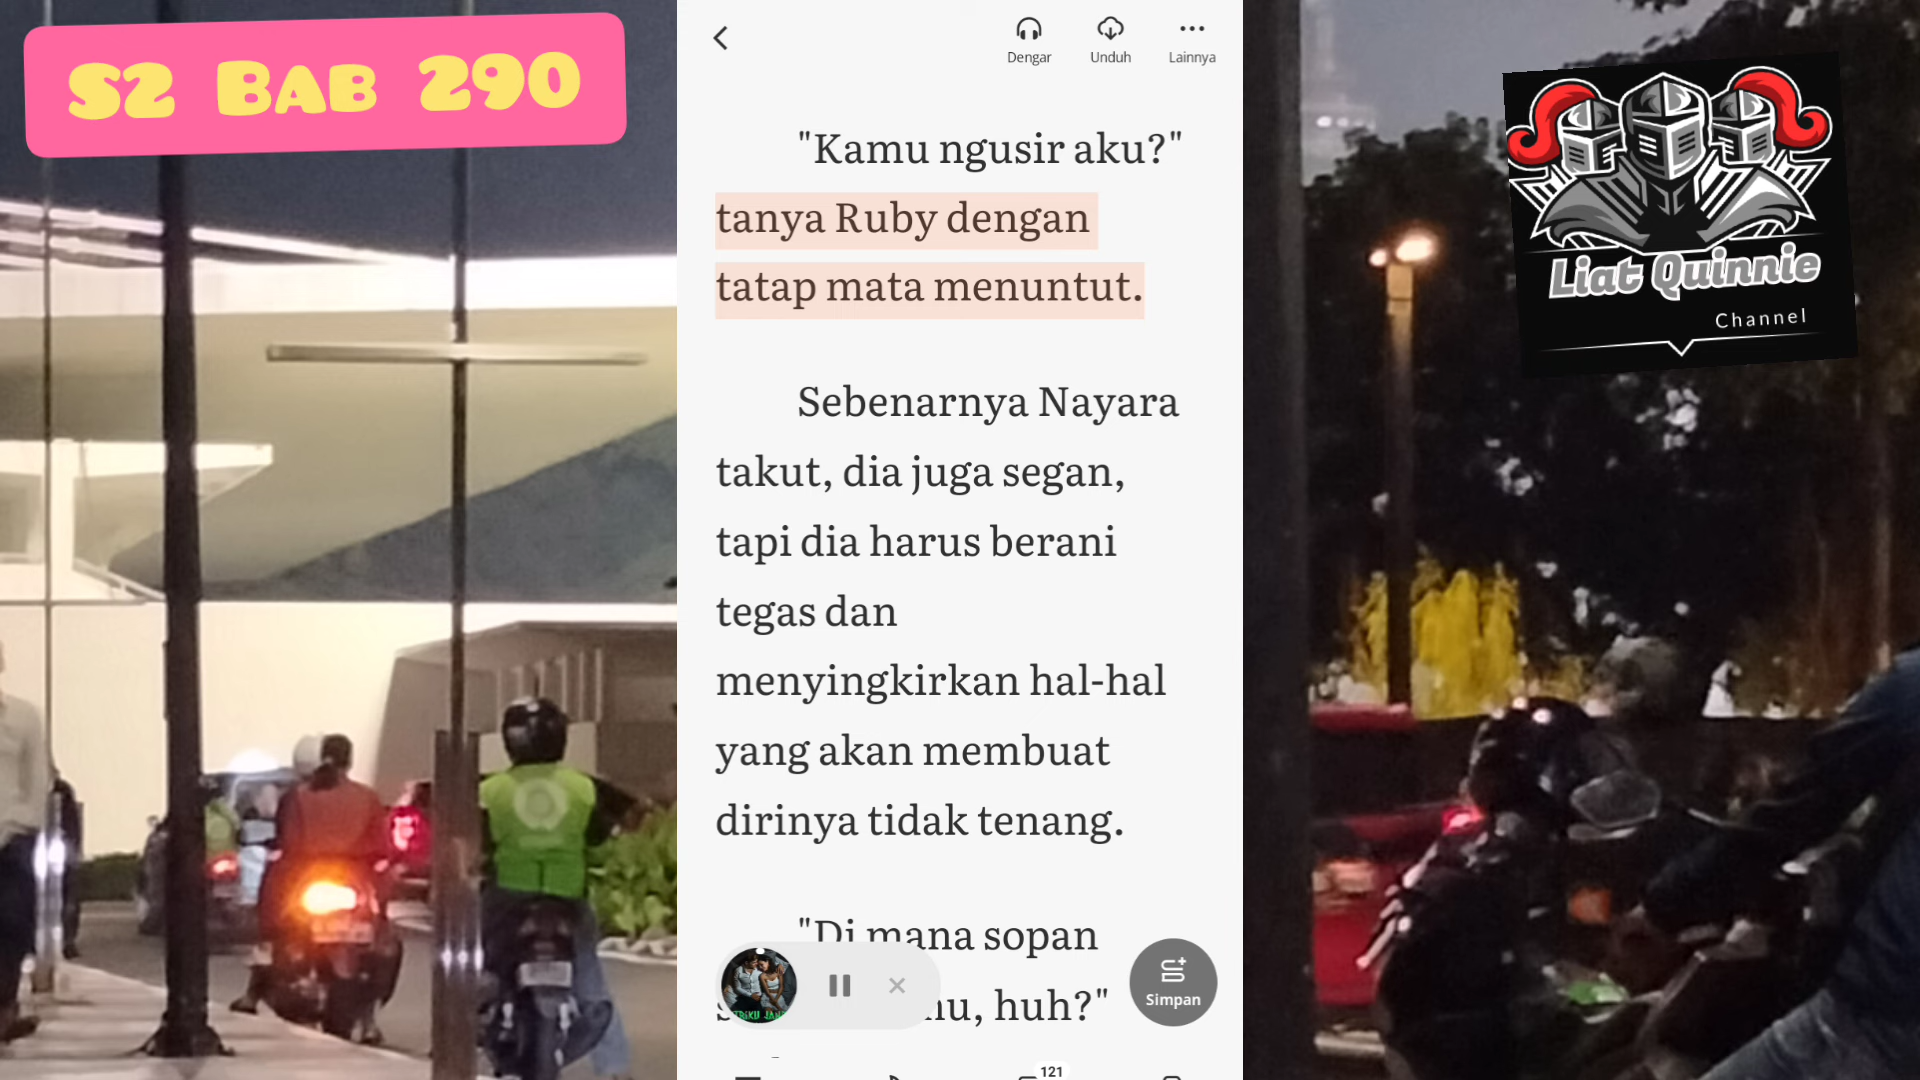 S2 BAB 290
Dengar
Unduh
Lainnya
"Kamu ngusir aku?"
tanya Ruby dengan
tatap mata menuntut.
Sebenarnya Nayara
takut, dia juga segan,
tapi dia harus berani
tegas dan
menyingkirkan hal-hal
yang akan membuat
dirinya tidak tenang.
"Di mana sopan
huh?"
Simpan
121
Liat Quinnie
Channel